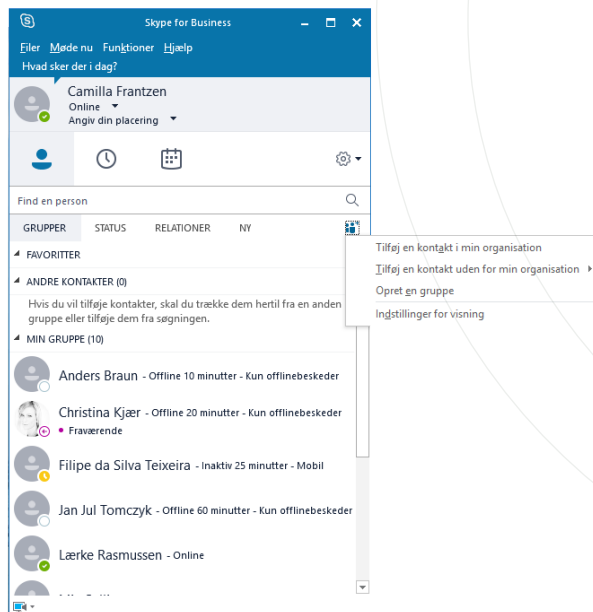 Skype for Business
Filer Møde nu Funktioner Hjælp
Hvad sker der i dag?
Camilla Frantzen
Online
Angiv din placering
Find en person
GRUPPER STATUS RELATIONER NY
Tilføj en kontakt i min organisation
Tilføj en kontakt uden for min organisation
Opret en gruppe
Indstillinger for visning
FAVORITTER
ANDRE KONTAKTER (0)
Hvis du vil tilføje kontakter, skal du trække dem hertil fra en anden
gruppe eller tilføje dem fra søgningen.
MIN GRUPPE (10)
Anders Braun - Offline 10 minutter - Kun offlinebeskeder
Christina Kjær - Offline 20 minutter - Kun offlinebeskeder
Fraværende
Filipe da Silva Teixeira - Inaktiv 25 minutter - Mobil
Jan Jul Tomczyk - Offline 60 minutter - Kun offlinebeskeder
Lærke Rasmussen - Online